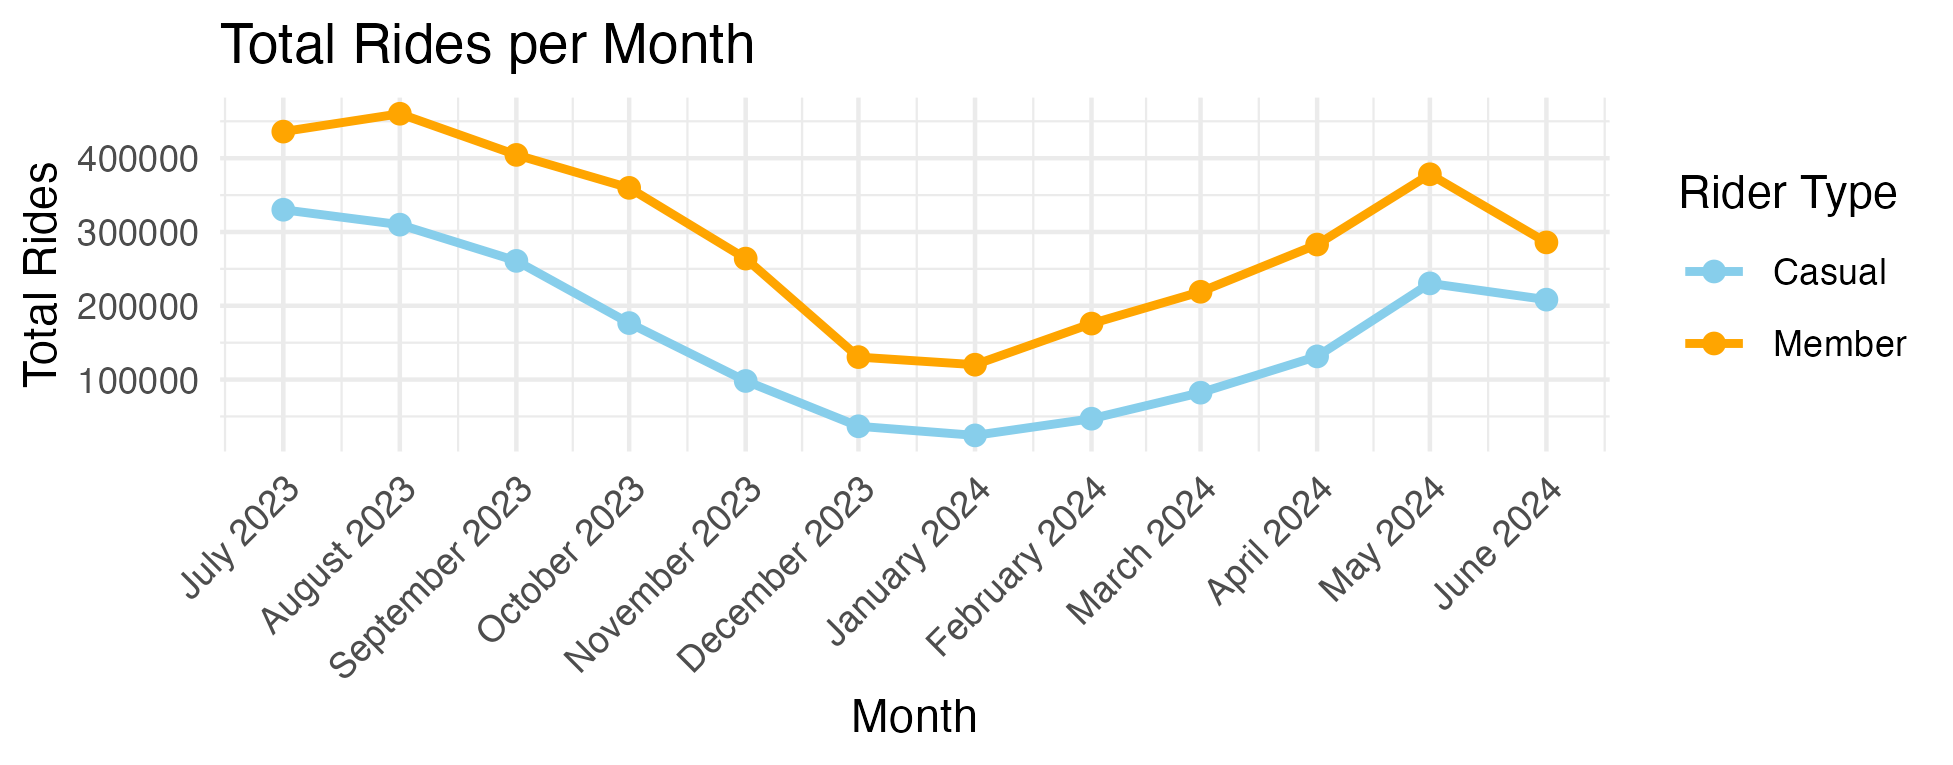 Total Rides per Month
Total Rides
400000
300000
200000
100000
July 2023
August 2023
September 2023
October 2023
November 2023
December 2023
January 2024
February 2024
March 2024
April 2024
May 2024
June 2024
Month
Rider Type
Casual
Member